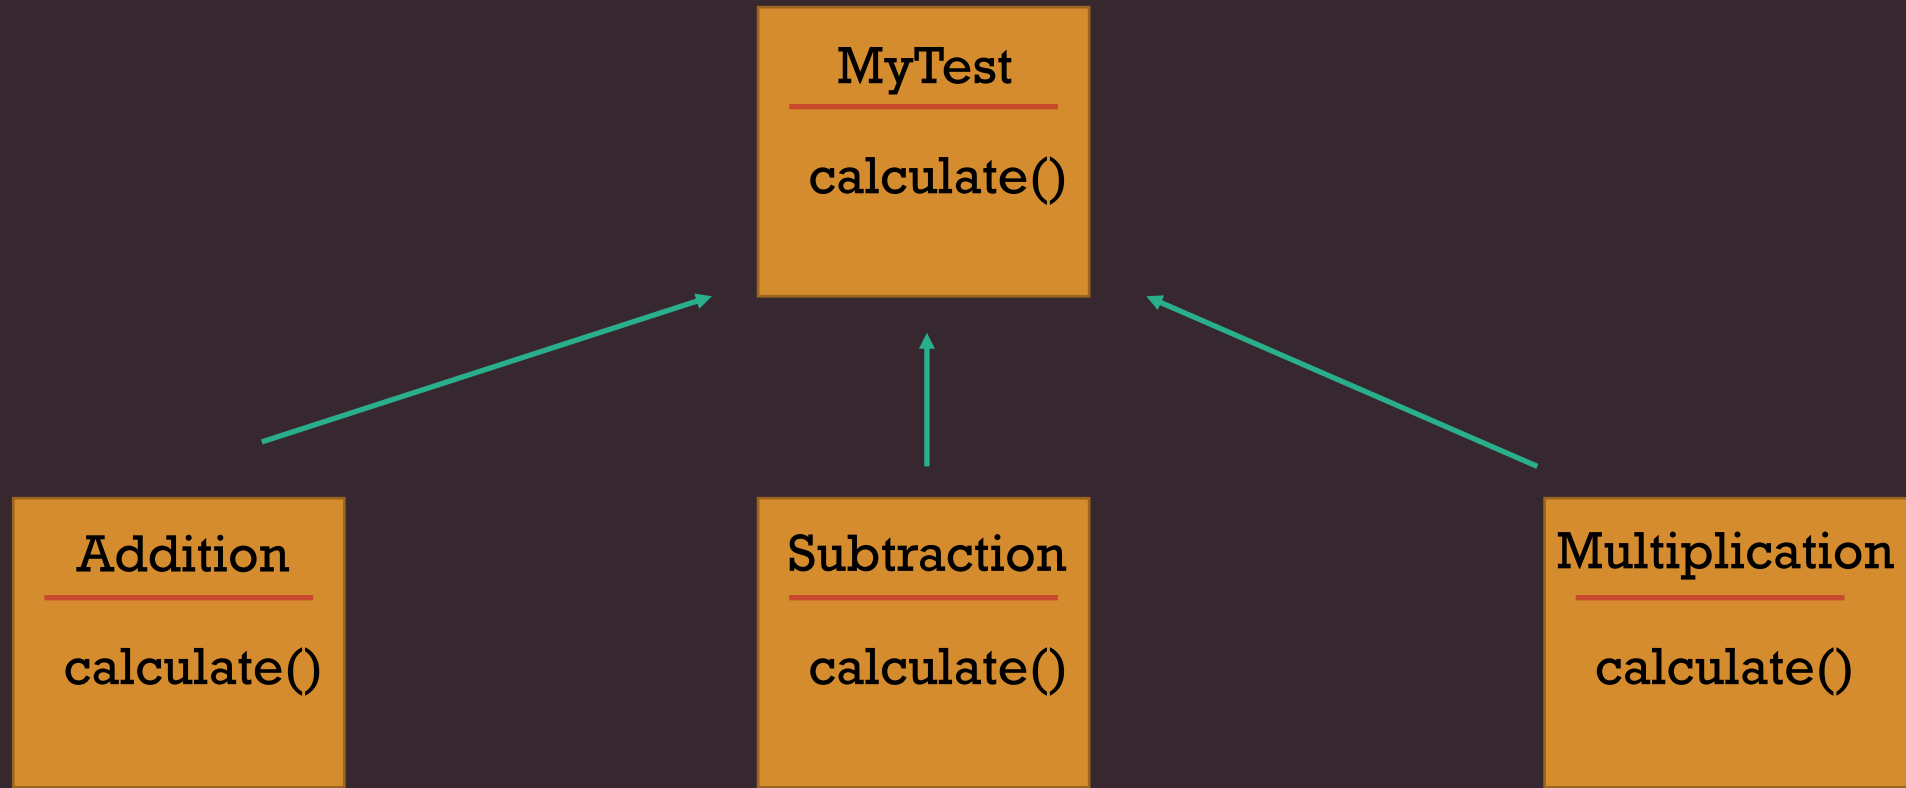 MyTest
calculate()
Addition
calculate()
Subtraction
calculate()
Multiplication
calculate()